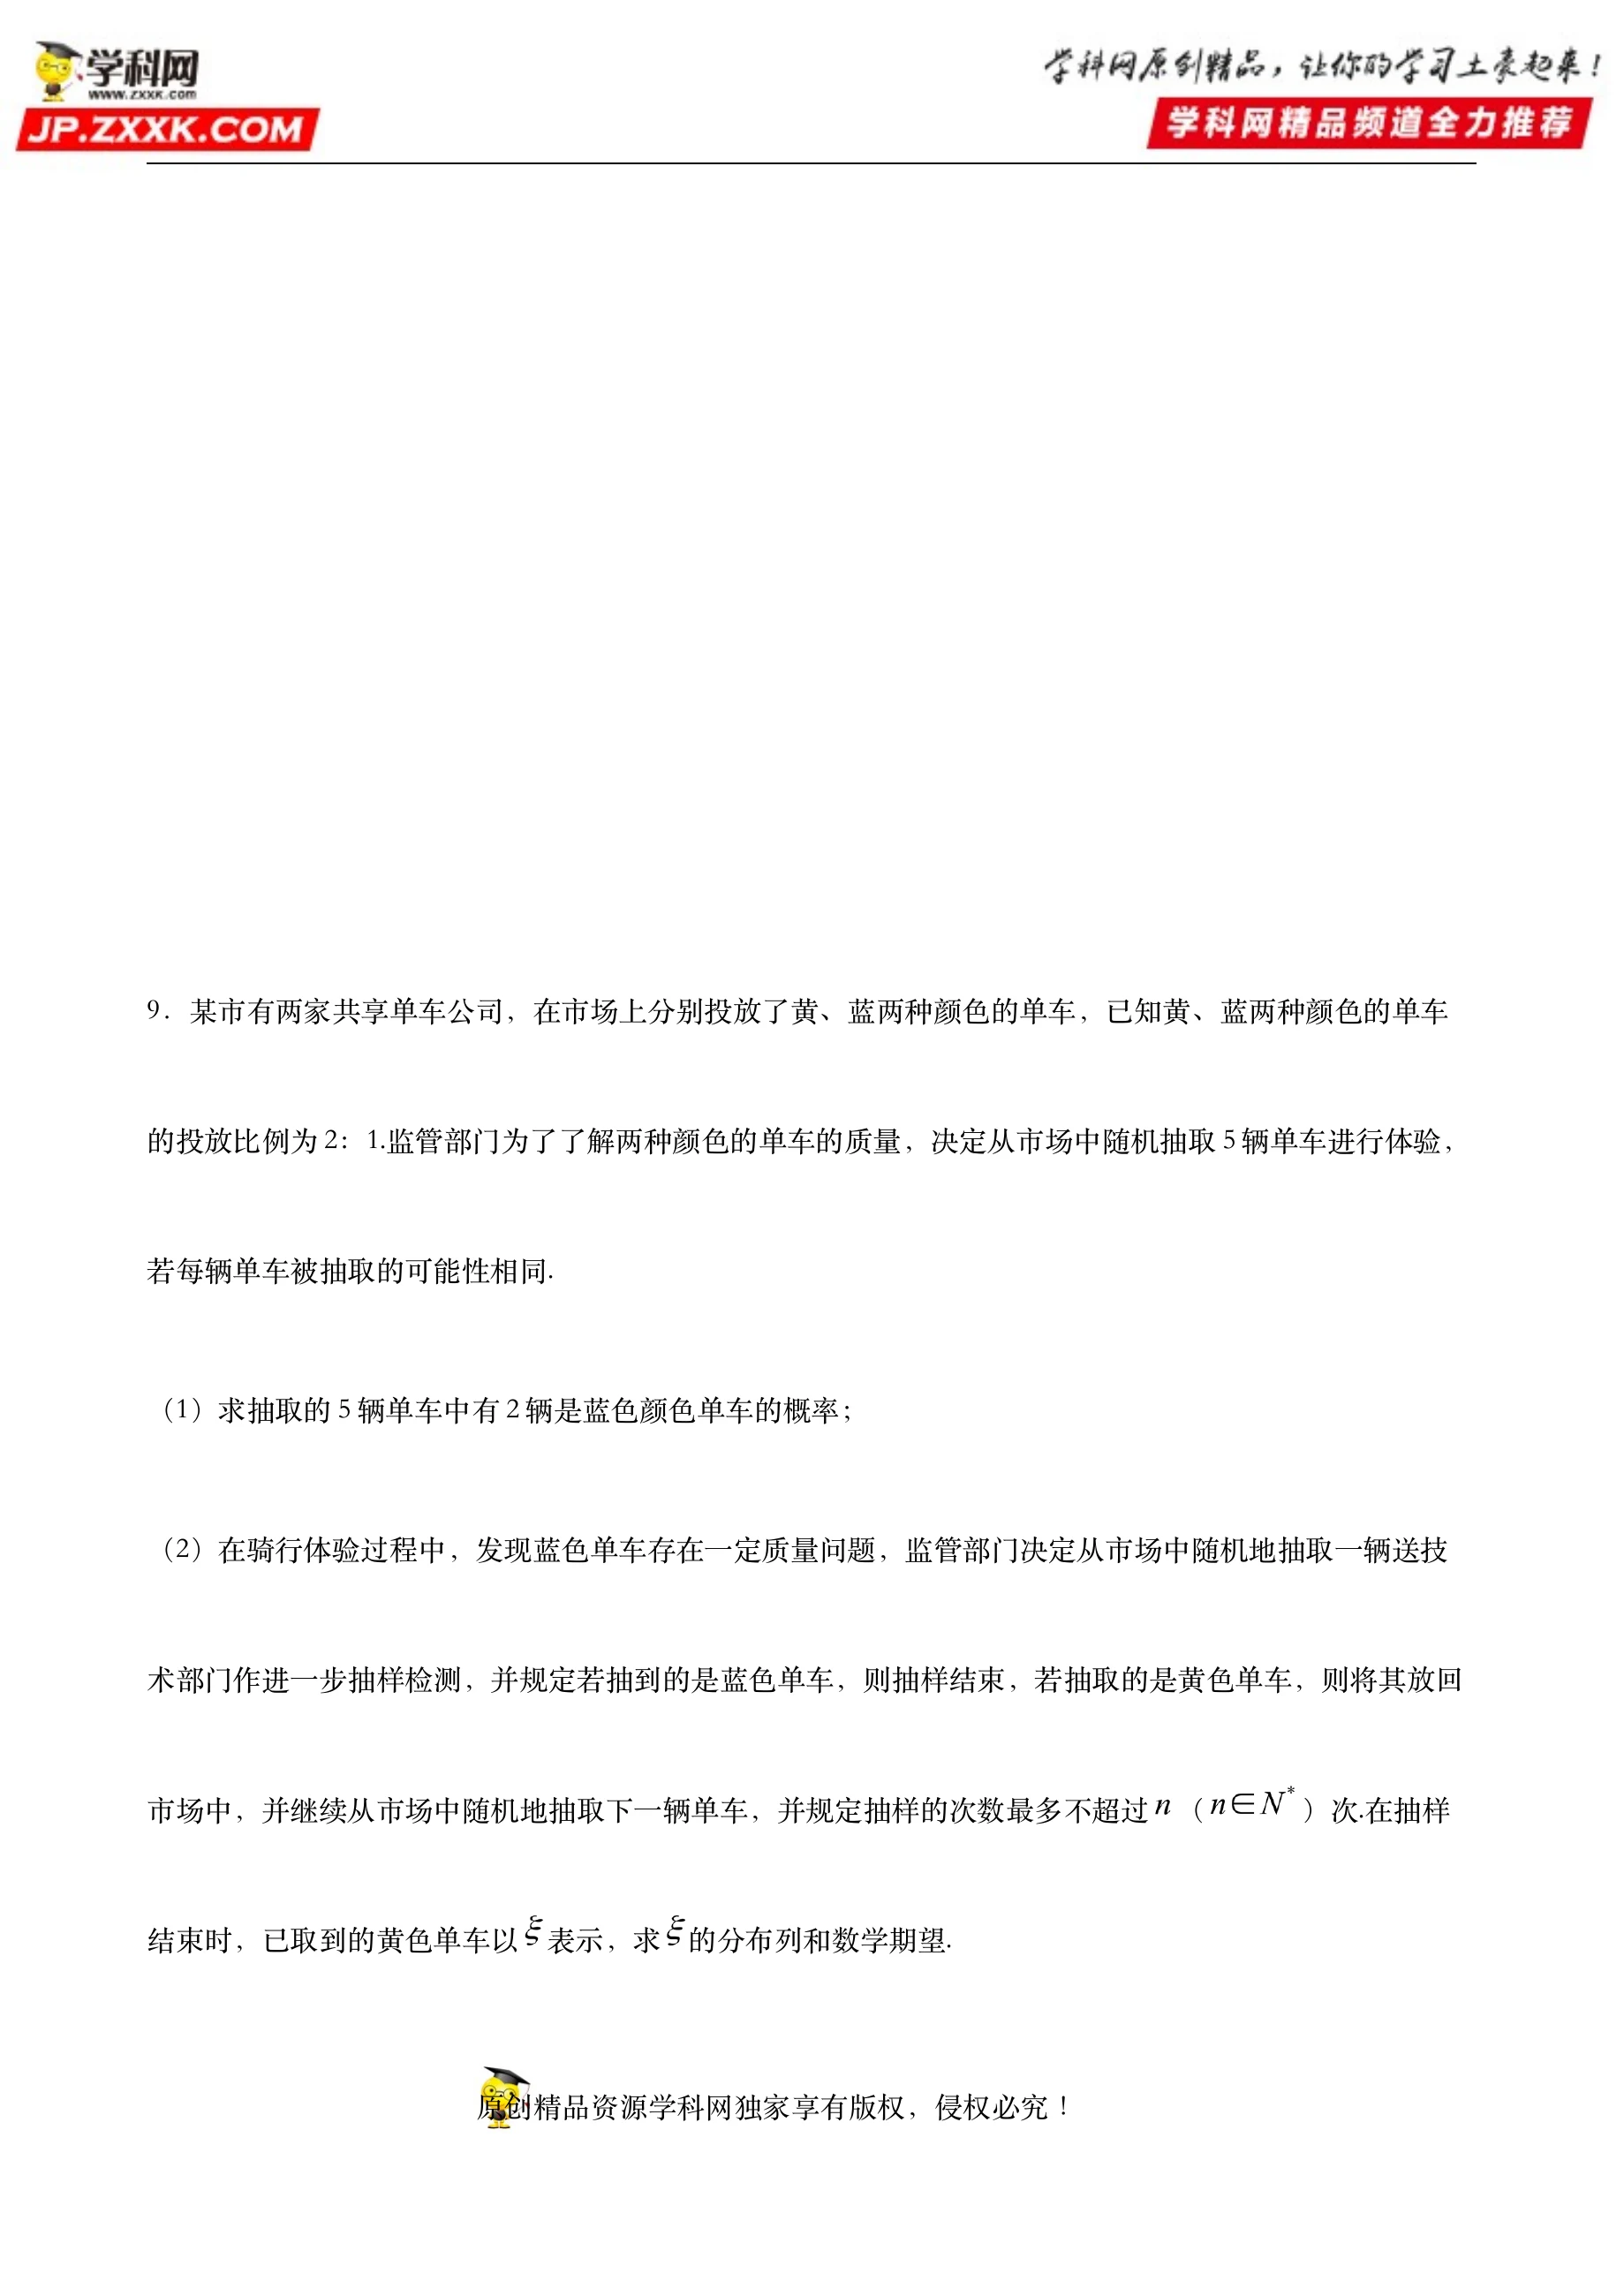 学科网
www.zxxk.com
JP.ZXXK.COM
学科网原创精品，让你的学习土豪起来！
学科网精品频道全力推荐
9．某市有两家共享单车公司，在市场上分别投放了黄、蓝两种颜色的单车，已知黄、蓝两种颜色的单车
的投放比例为 2：1.监管部门为了了解两种颜色的单车的质量，决定从市场中随机抽取 5 辆单车进行体验，
若每辆单车被抽取的可能性相同.
（1）求抽取的 5 辆单车中有 2 辆是蓝色颜色单车的概率；
（2）在骑行体验过程中，发现蓝色单车存在一定质量问题，监管部门决定从市场中随机地抽取一辆送技
术部门作进一步抽样检测，并规定若抽到的是蓝色单车，则抽样结束，若抽取的是黄色单车，则将其放回
市场中，并继续从市场中随机地抽取下一辆单车，并规定抽样的次数最多不超过 n（n∈N*）次.在抽样
结束时，已取到的黄色单车以 ξ 表示，求 ξ 的分布列和数学期望.
原创精品资源学科网独家享有版权，侵权必究！